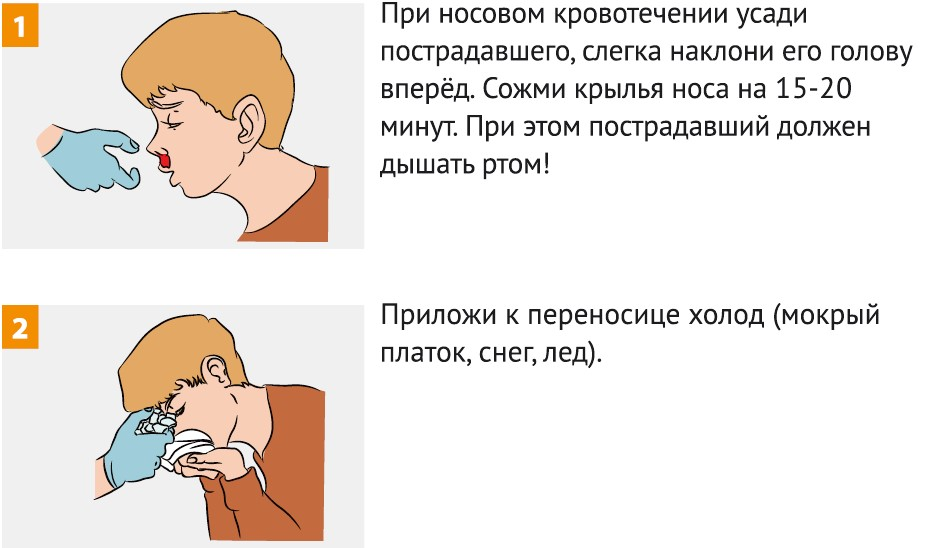 1
При носовом кровотечении усади
пострадавшего, слегка наклони его голову
вперёд. Сожми крылья носа на 15-20
минут. При этом пострадавший должен
дышать ртом!
2
Приложи к переносице холод (мокрый
платок, снег, лед).